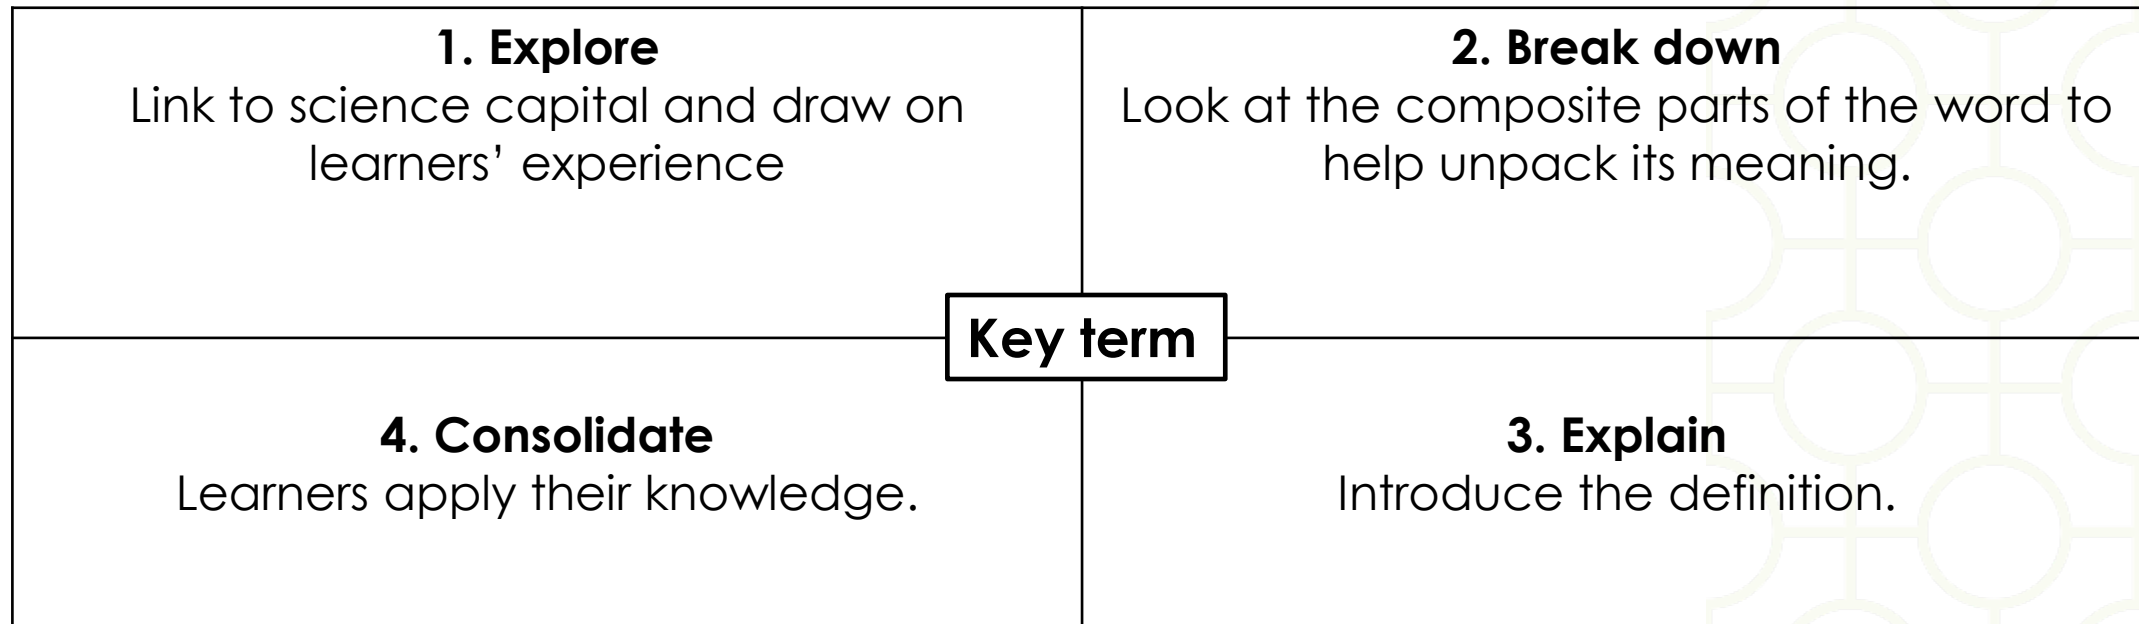 1. Explore
Link to science capital and draw on
learners’ experience
2. Break down
Look at the composite parts of the word to
help unpack its meaning.
Key term
4. Consolidate
Learners apply their knowledge.
3. Explain
Introduce the definition.